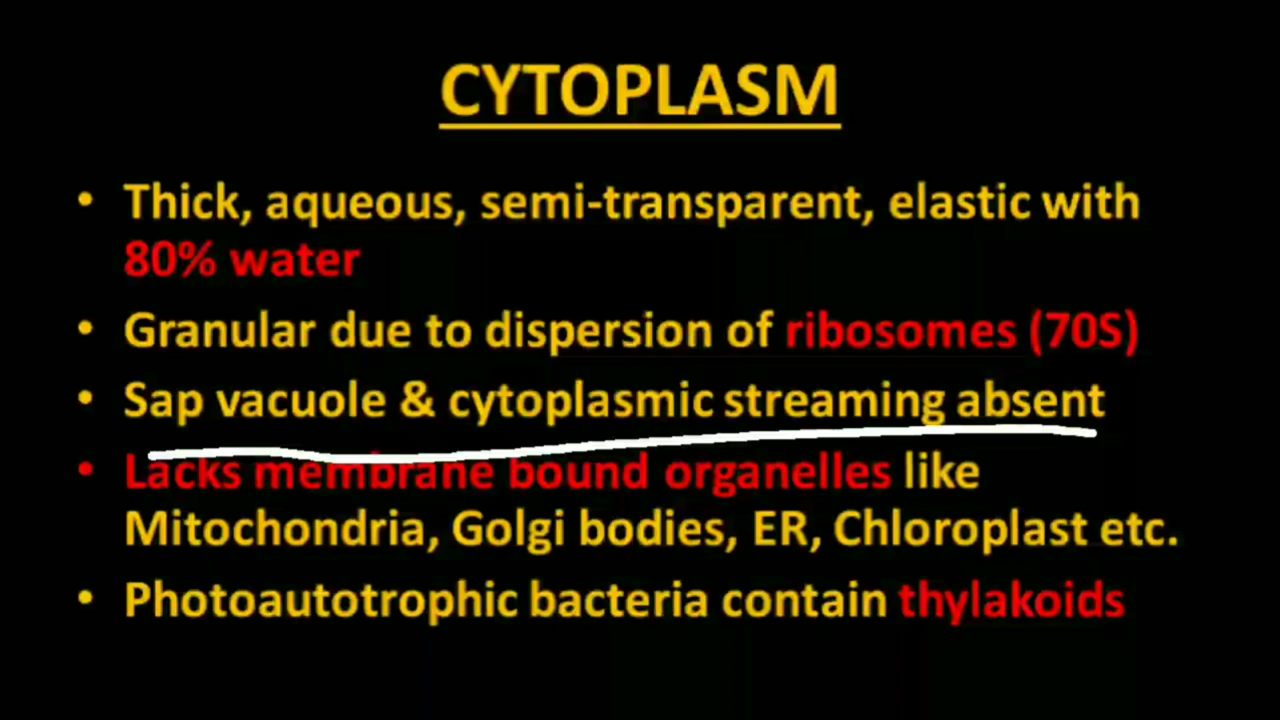 CYTOPLASM
• Thick, aqueous, semi-transparent, elastic with
80% water
• Granular due to dispersion of ribosomes (70S)
• Sap vacuole & cytoplasmic streaming absent
• Lacks membrane bound organelles like
Mitochondria, Golgi bodies, ER, Chloroplast etc.
• Photoautotrophic bacteria contain thylakoids